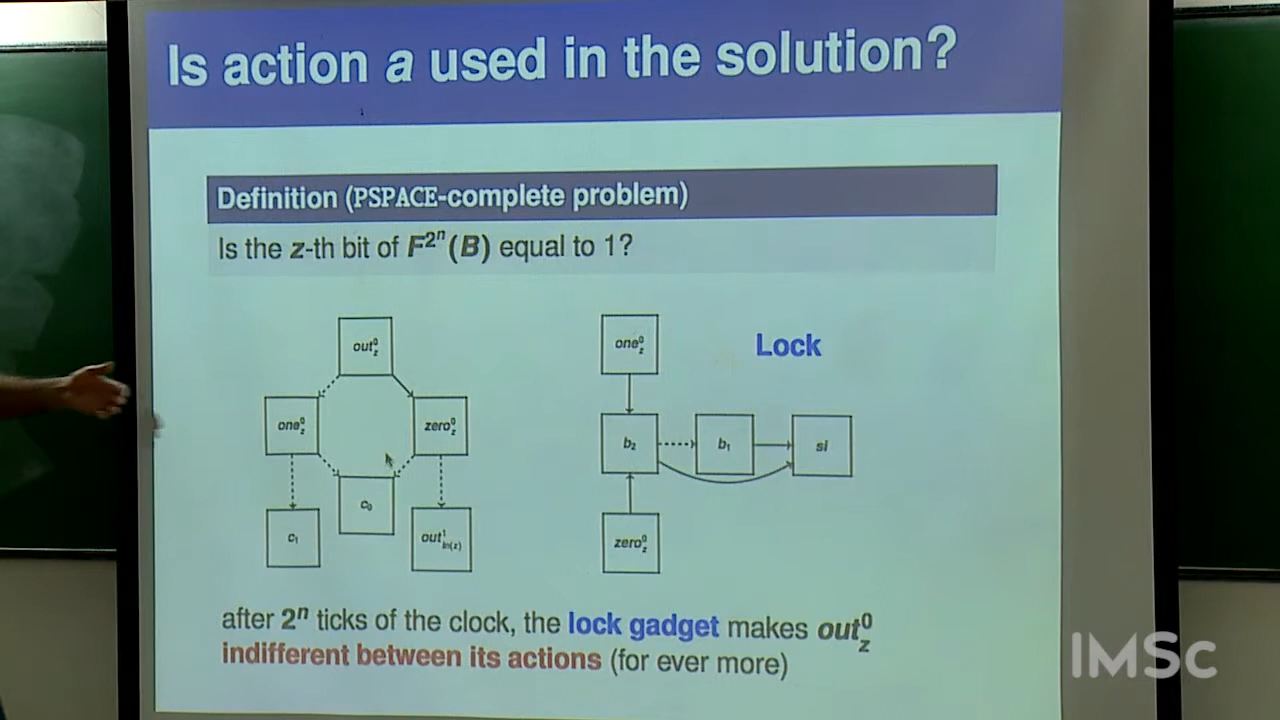 Is action a used in the solution?
Definition (PSPACE-complete problem)
Is the z-th bit of F^{2^n}(B) equal to 1?
out_z^0
one_z^0
zero_z^0
c_0
c_1
out_{In(z)}^1
one_z^0
Lock
b_2
b_1
si
zero_z^0
after 2^n ticks of the clock, the lock gadget makes out_z^0
indifferent between its actions (for ever more)
IMSc